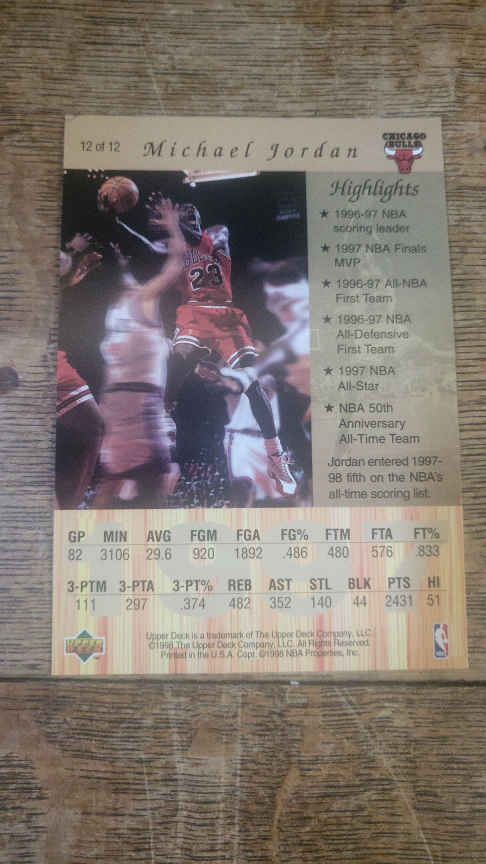 12 of 12 Michael Jordan
CHICAGO
BULLS
Highlights
★ 1996-97 NBA
scoring leader
★ 1997 NBA Finals
MVP
★ 1996-97 All-NBA
First Team
★ 1996-97 NBA
All-Defensive
First Team
★ 1997 NBA
All-Star
★ NBA 50th
Anniversary
All-Time Team
Jordan entered 1997-
98 fifth on the NBA's
all-time scoring list.
23
GP MIN AVG FGM FGA FG% FTM FTA FT%
82 3106 29.6 920 1892 .486 480 576 .833
3-PTM 3-PTA 3-PT% REB AST STL BLK PTS HI
111 297 .374 482 352 140 44 2431 51
UPPER
DECK
Upper Deck is a trademark of The Upper Deck Company, LLC.
©1998 The Upper Deck Company, LLC. All Rights Reserved.
Printed in the U.S.A. Capt. ©1998 NBA Properties, Inc.